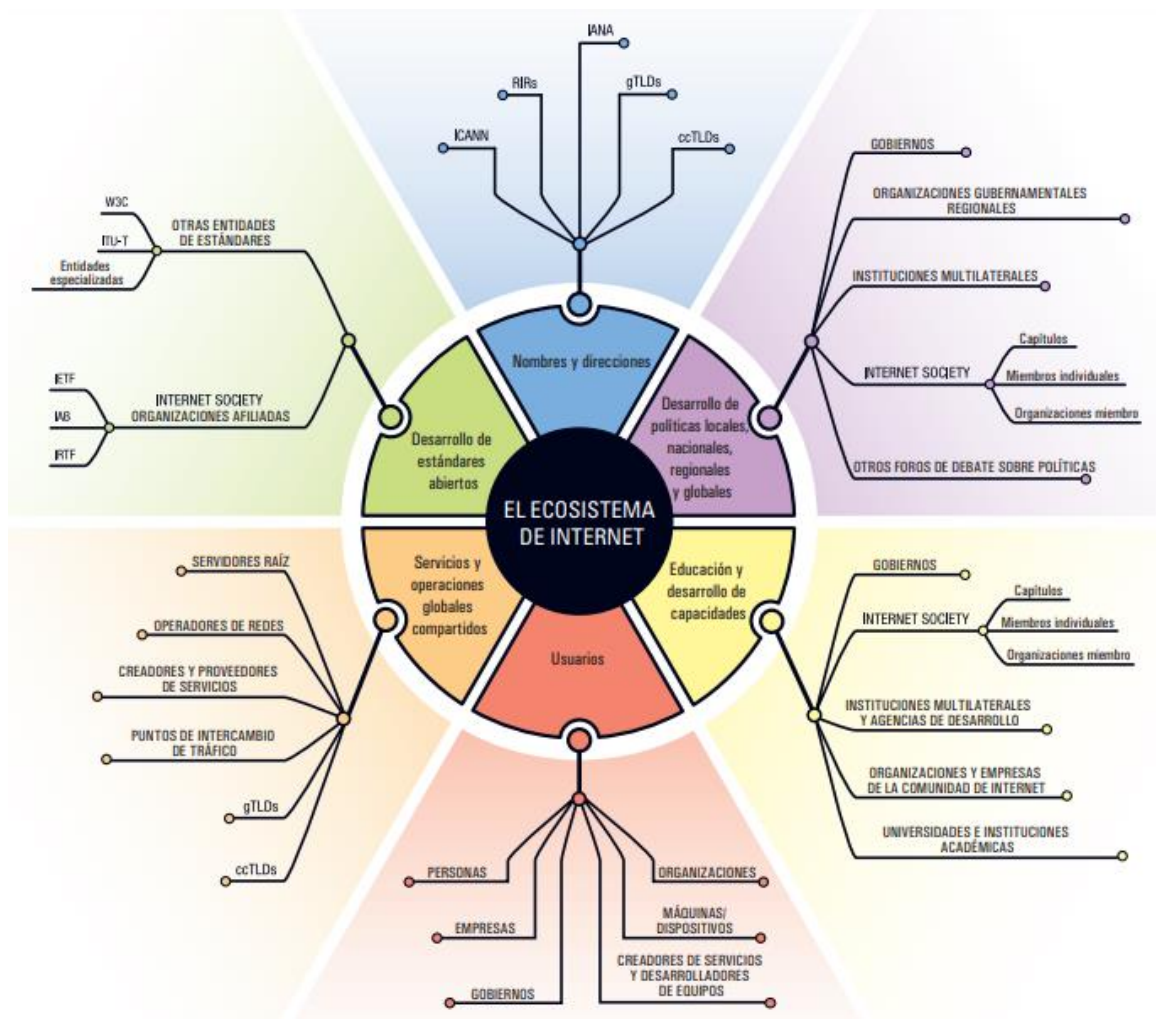 IANA
RIRs
gTLDs
ICANN
ccTLDs
Nombres y direcciones
GOBIERNOS
ORGANIZACIONES GUBERNAMENTALES
REGIONALES
INSTITUCIONES MULTILATERALES
INTERNET SOCIETY
Capítulos
Miembros individuales
Organizaciones miembro
OTROS FOROS DE DEBATE SOBRE POLÍTICAS
Desarrollo de
políticas locales,
nacionales,
regionales
y globales
W3C
ITU-T
Entidades
especializadas
OTRAS ENTIDADES
DE ESTÁNDARES
IETF
IAB
IRTF
INTERNET SOCIETY
ORGANIZACIONES AFILIADAS
Desarrollo de
estándares
abiertos
EL ECOSISTEMA
DE INTERNET
Servicios y
operaciones
globales
compartidos
SERVIDORES RAÍZ
OPERADORES DE REDES
CREADORES Y PROVEEDORES
DE SERVICIOS
PUNTOS DE INTERCAMBIO
DE TRÁFICO
gTLDs
ccTLDs
Educación y
desarrollo de
capacidades
GOBIERNOS
INTERNET SOCIETY
Capítulos
Miembros individuales
Organizaciones miembro
INSTITUCIONES MULTILATERALES
Y AGENCIAS DE DESARROLLO
ORGANIZACIONES Y EMPRESAS
DE LA COMUNIDAD DE INTERNET
UNIVERSIDADES E INSTITUCIONES
ACADÉMICAS
Usuarios
PERSONAS
EMPRESAS
GOBIERNOS
ORGANIZACIONES
MÁQUINAS/
DISPOSITIVOS
CREADORES DE SERVICIOS
Y DESARROLLADORES
DE EQUIPOS